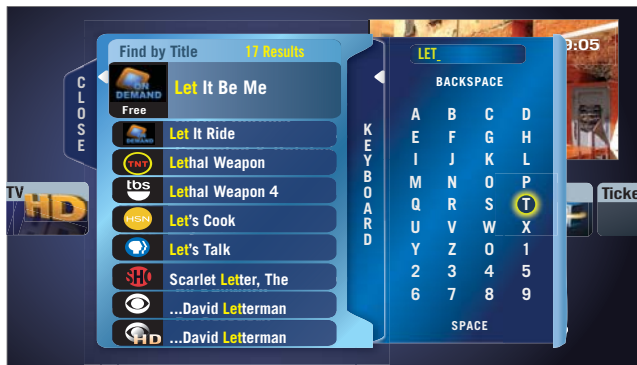 :05
Find by Title 17 Results
LET_
CLOSE
ON DEMAND
Free
Let It Be Me
BACKSPACE
ON DEMAND
Let It Ride
TNT
Lethal Weapon
tbs
Lethal Weapon 4
HSN
Let's Cook
Let's Talk
SHO
Scarlet Letter, The
...David Letterman
HD
...David Letterman
KEYBOARD
A B C D
E F G H
I J K L
M N O P
Q R S T
U V W X
Y Z 0 1
2 3 4 5
6 7 8 9
SPACE
TV
HD
Ticke